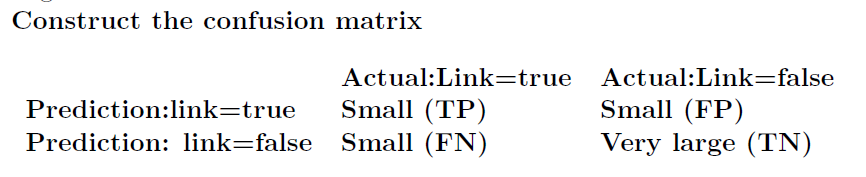 Construct the confusion matrix
Actual:Link=true Actual:Link=false
Prediction:link=true Small (TP) Small (FP)
Prediction: link=false Small (FN) Very large (TN)